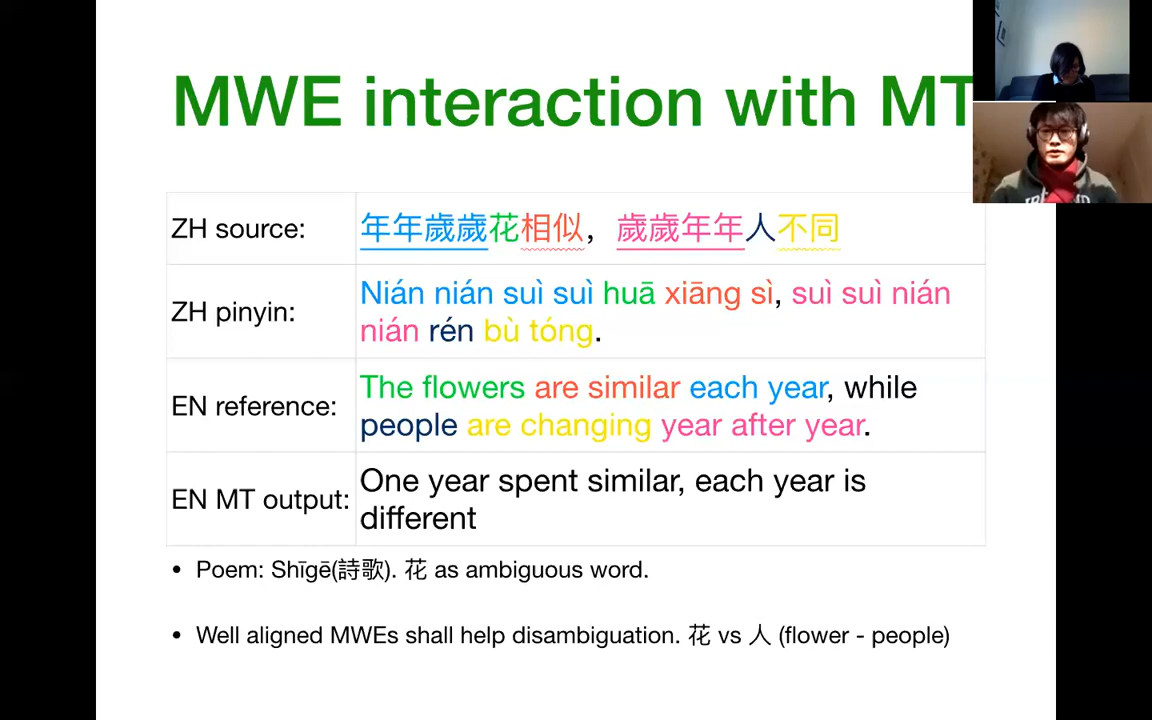 MWE interaction with MT
ZH source: 年年歲歲花相似，歲歲年年人不同
ZH pinyin: Nián nián suì suì huā xiāng sì, suì suì nián
nián rén bù tóng.
EN reference: The flowers are similar each year, while
people are changing year after year.
EN MT output: One year spent similar, each year is
different
• Poem: Shīgē(詩歌). 花 as ambiguous word.
• Well aligned MWEs shall help disambiguation. 花 vs 人 (flower - people)